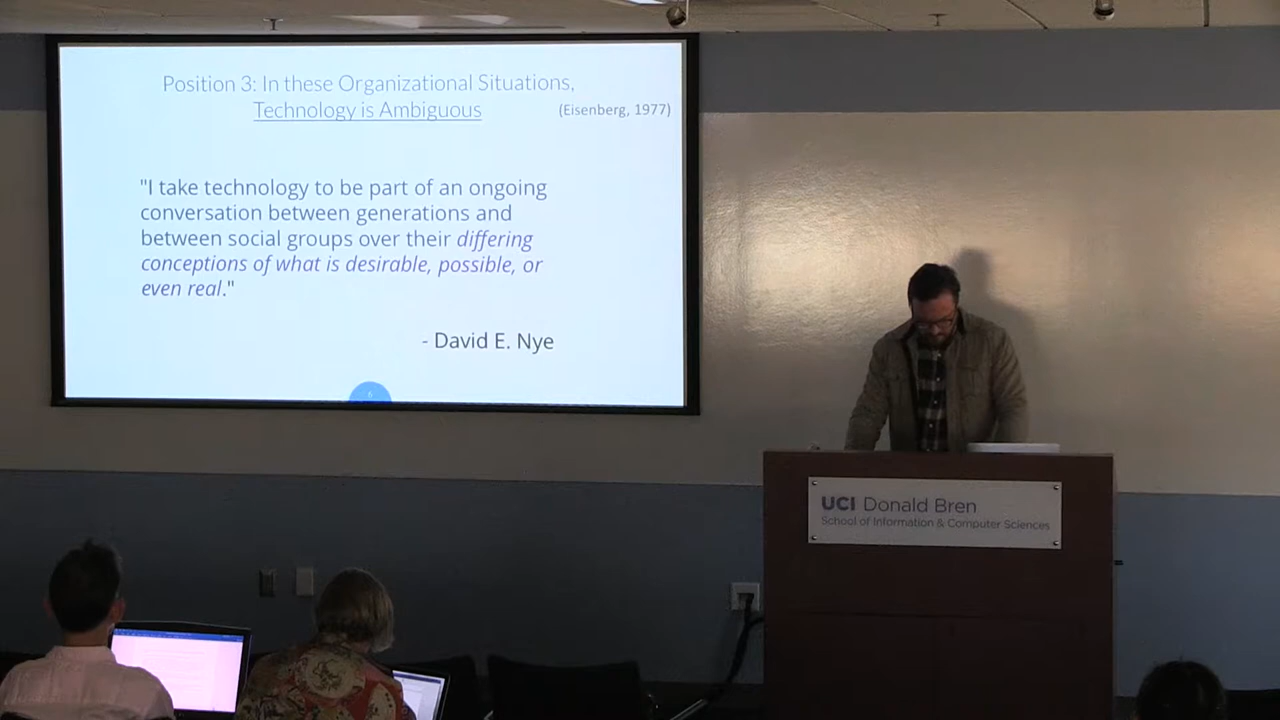 Position 3: In these Organizational Situations,
Technology is Ambiguous
(Eisenberg, 1977)
"I take technology to be part of an ongoing
conversation between generations and
between social groups over their differing
conceptions of what is desirable, possible, or
even real."
- David E. Nye
6
UCI Donald Bren
School of Information & Computer Sciences